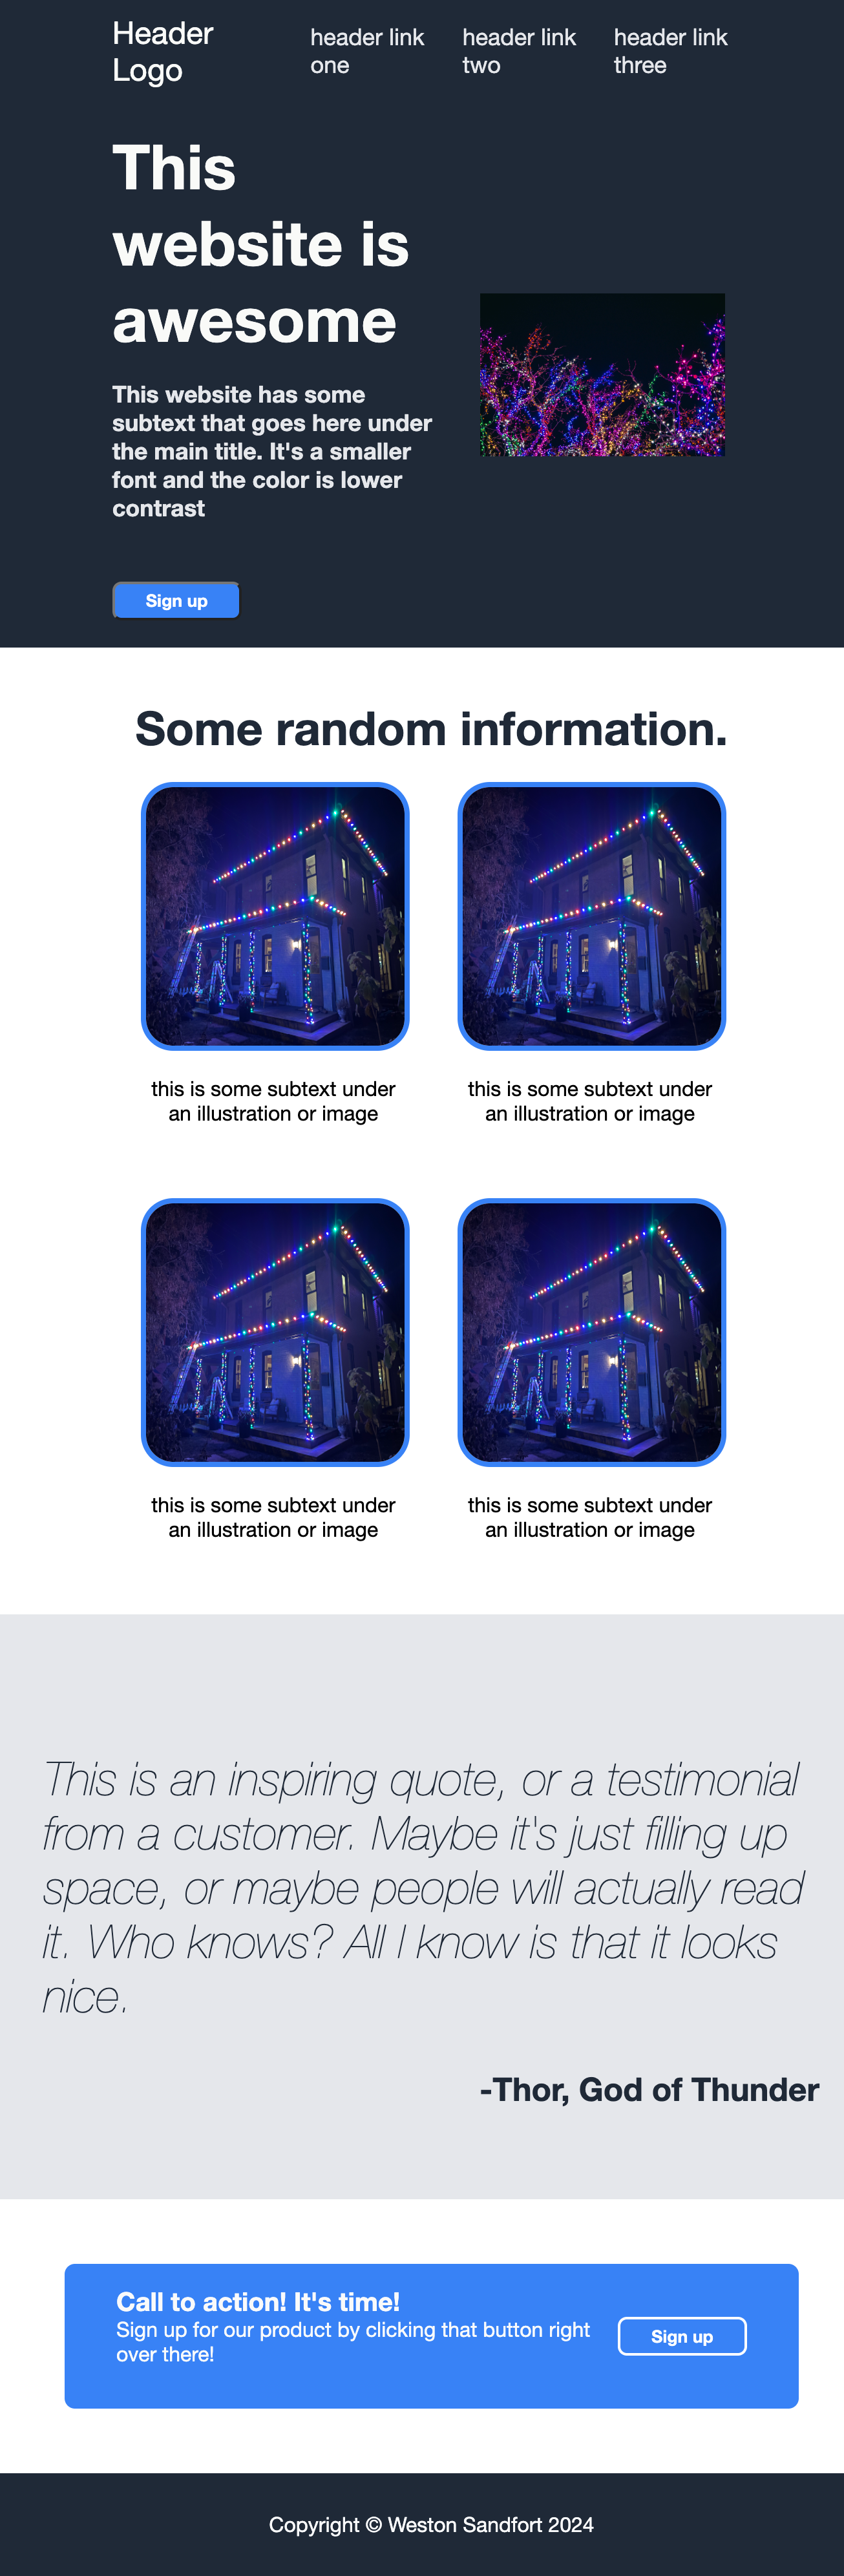 Header
Logo
header link
one
header link
two
header link
three
This
website is
awesome
This website has some
subtext that goes here under
the main title. It's a smaller
font and the color is lower
contrast
Sign up
Some random information.
this is some subtext under
an illustration or image
this is some subtext under
an illustration or image
this is some subtext under
an illustration or image
this is some subtext under
an illustration or image
This is an inspiring quote, or a testimonial
from a customer. Maybe it's just filling up
space, or maybe people will actually read
it. Who knows? All I know is that it looks
nice.
-Thor, God of Thunder
Call to action! It's time!
Sign up for our product by clicking that button right
over there!
Sign up
Copyright © Weston Sandfort 2024